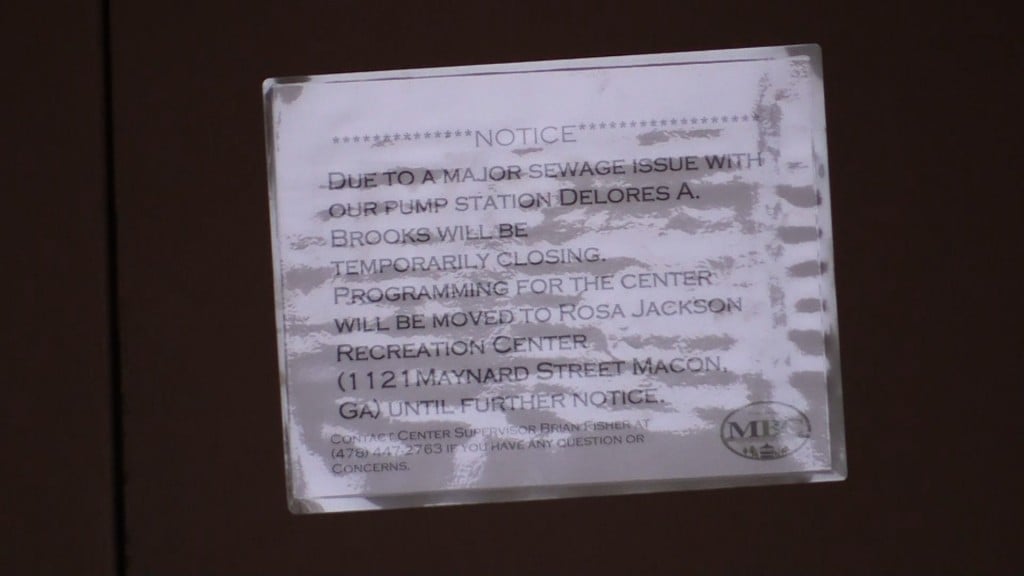 *************NOTICE*****************
DUE TO A MAJOR SEWAGE ISSUE WITH
OUR PUMP STATION DELORES A.
BROOKS WILL BE
TEMPORARILY CLOSING.
PROGRAMMING FOR THE CENTER
WILL BE MOVED TO ROSA JACKSON
RECREATION CENTER
(1121 MAYNARD STREET MACON,
GA) UNTIL FURTHER NOTICE.
CONTACT CENTER SUPERVISOR BRIAN FISHER AT
(478) 447-2763 IF YOU HAVE ANY QUESTION OR
CONCERNS.
MBC